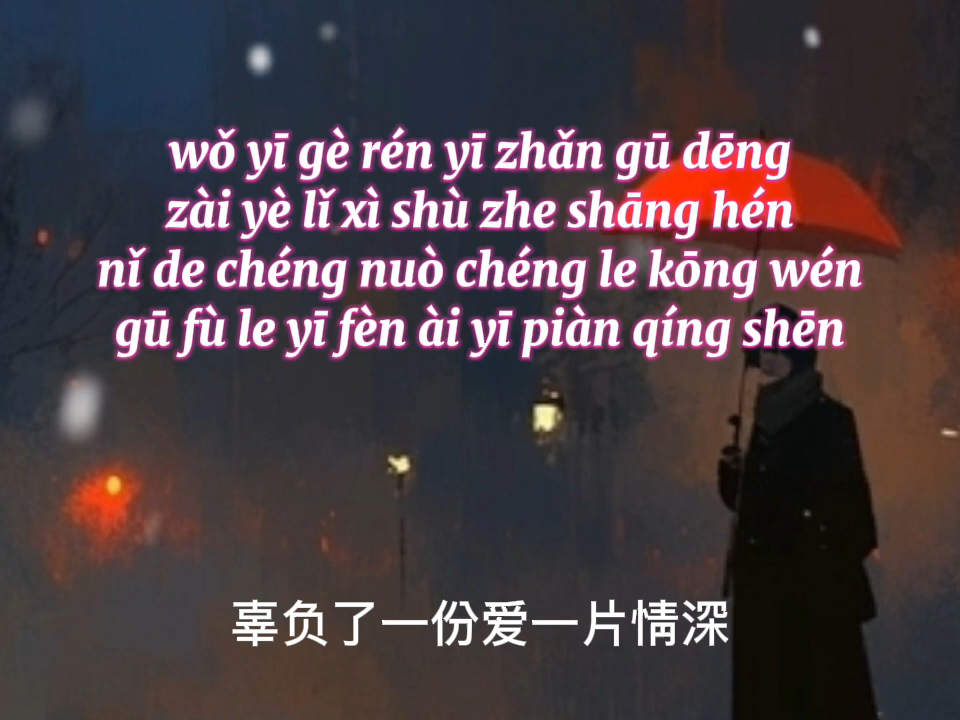 wǒ yī gè rén yī zhǎn gū dēng
zài yè lǐ xì shù zhe shāng hén
nǐ de chéng nuò chéng le kōng wén
gū fù le yī fèn ài yī piàn qíng shēn
辜负了一份爱一片情深